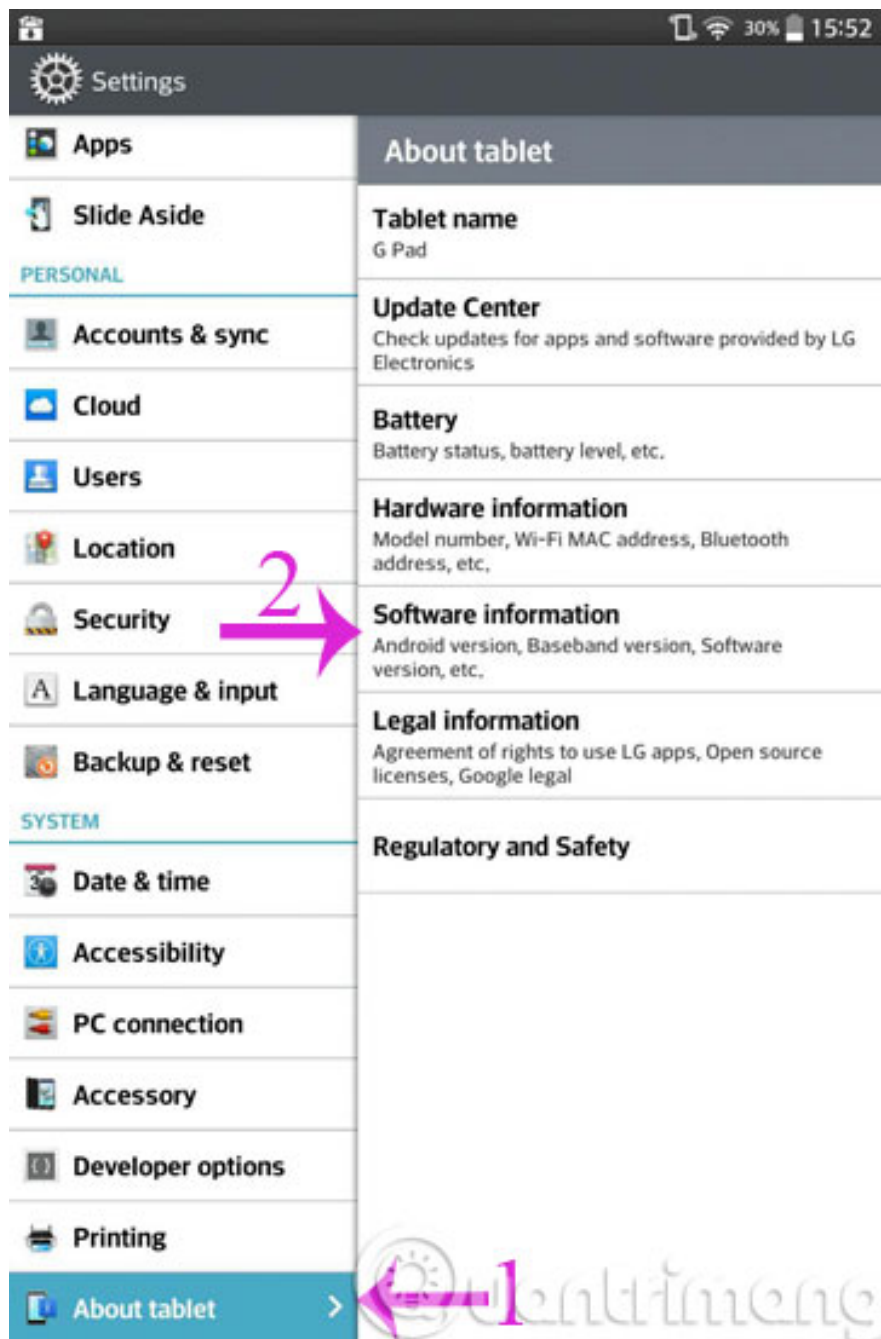 30% 15:52
Settings
Apps
Slide Aside
PERSONAL
Accounts & sync
Cloud
Users
Location
Security
Language & input
Backup & reset
SYSTEM
Date & time
Accessibility
PC connection
Accessory
Developer options
Printing
About tablet
About tablet
Tablet name
G Pad
Update Center
Check updates for apps and software provided by LG
Electronics
Battery
Battery status, battery level, etc.
Hardware information
Model number, Wi-Fi MAC address, Bluetooth
address, etc.
2
Software information
Android version, Baseband version, Software
version, etc.
Legal information
Agreement of rights to use LG apps, Open source
licenses, Google legal
Regulatory and Safety
1
Quantrimang